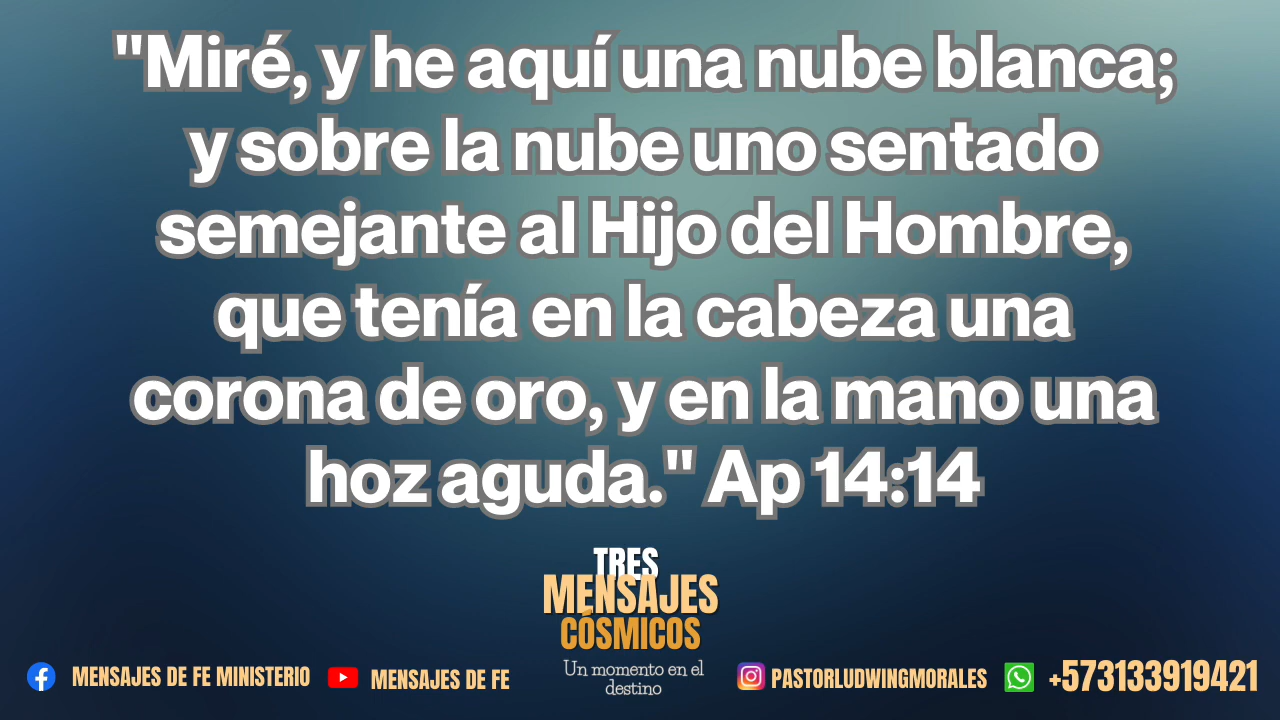 "Miré, y he aquí una nube blanca;
y sobre la nube uno sentado
semejante al Hijo del Hombre,
que tenía en la cabeza una
corona de oro, y en la mano una
hoz aguda." Ap 14:14
TRES
MENSAJES
CÓSMICOS
Un momento en el
destino
MENSAJES DE FE MINISTERIO
MENSAJES DE FE
PASTORLUDWINGMORALES
+573133919421